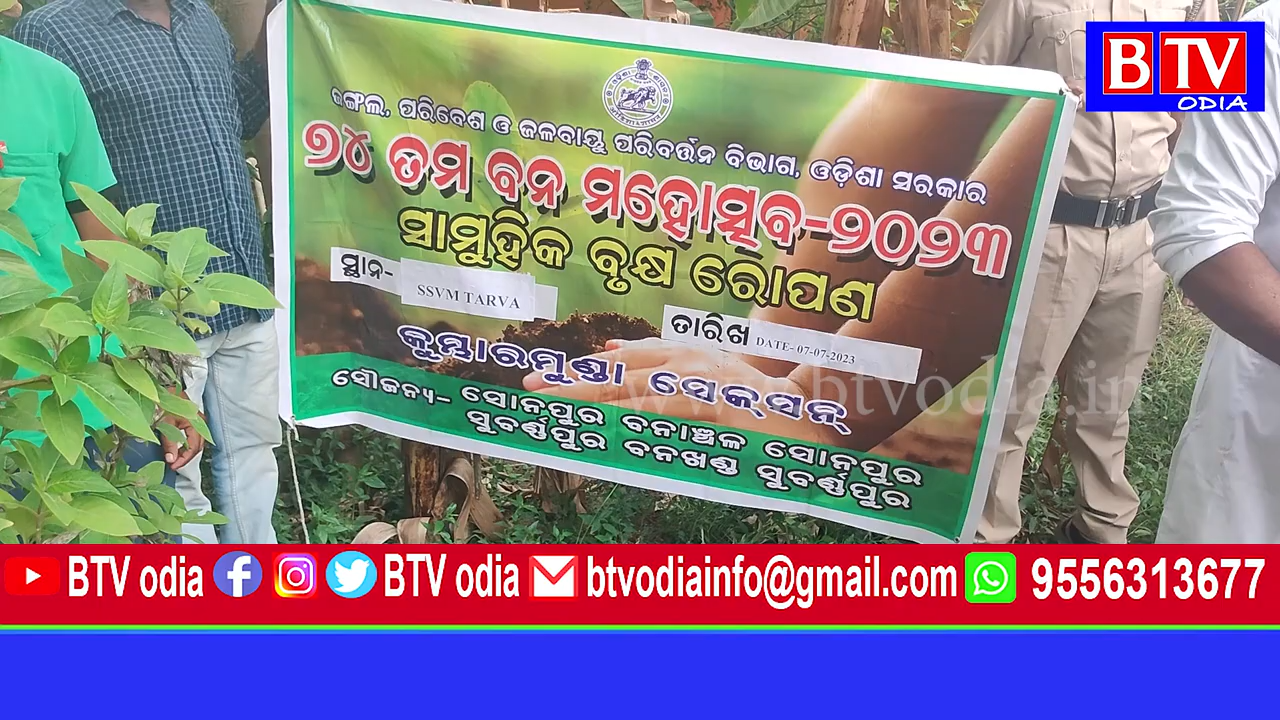 BTV
ODIA
ଜଙ୍ଗଲ, ପରିବେଶ ଓ ଜଳବାୟୁ ପରିବର୍ତ୍ତନ ବିଭାଗ, ଓଡ଼ିଶା ସରକାର
୭୪ ତମ ବନ ମହୋତ୍ସବ-୨୦୨୩
ସାମୁହିକ ବୃକ୍ଷ ରୋପଣ
ସ୍ଥାନ- SSVM TARVA
ତାରିଖ DATE- 07-07-2023
କୁମ୍ଭାରମୁଣ୍ଡା ସେକ୍‌ସନ୍
www.btvodia.in
ସୌଜନ୍ୟ- ସୋନପୁର ବନାଞ୍ଚଳ ସୋନପୁର
ସୁବର୍ଣ୍ଣପୁର ବନଖଣ୍ଡ ସୁବର୍ଣ୍ଣପୁର
BTV odia BTV odia btvodiainfo@gmail.com 9556313677